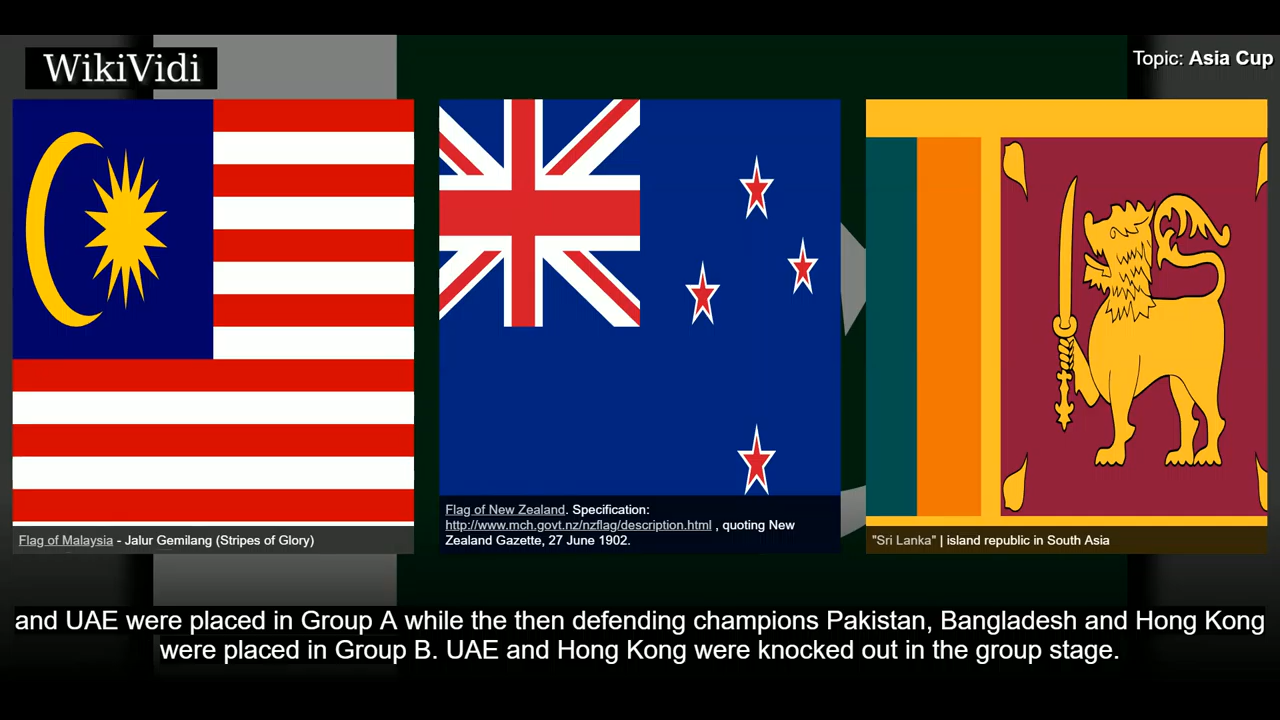 WikiVidi
Topic: Asia Cup
Flag of Malaysia - Jalur Gemilang (Stripes of Glory)
Flag of New Zealand. Specification:
http://www.mch.govt.nz/nzflag/description.html , quoting New
Zealand Gazette, 27 June 1902.
"Sri Lanka" | island republic in South Asia
and UAE were placed in Group A while the then defending champions Pakistan, Bangladesh and Hong Kong
were placed in Group B. UAE and Hong Kong were knocked out in the group stage.